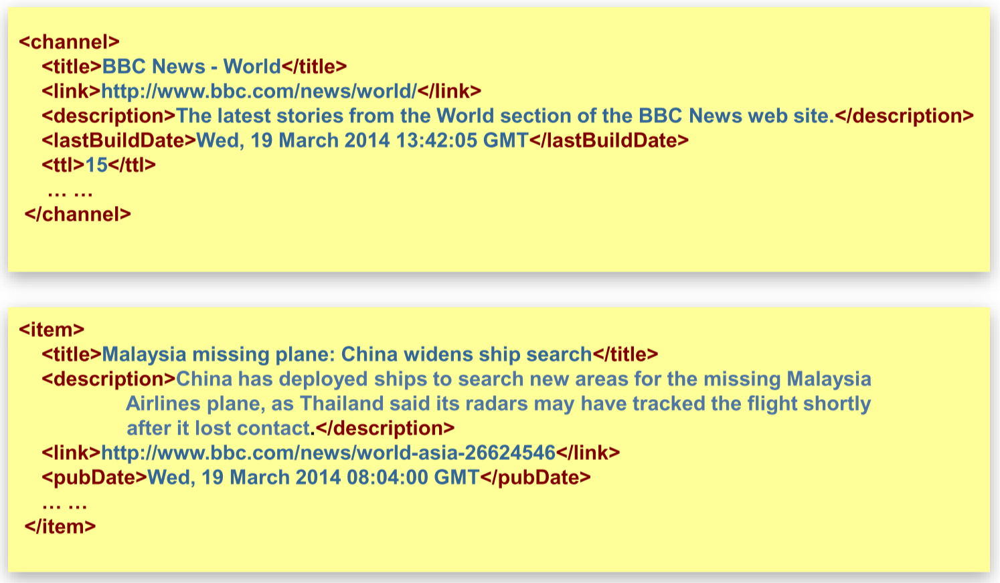 <channel>
<title>BBC News - World</title>
<link>http://www.bbc.com/news/world/</link>
<description>The latest stories from the World section of the BBC News web site.</description>
<lastBuildDate>Wed, 19 March 2014 13:42:05 GMT</lastBuildDate>
<ttl>15</ttl>
... ...
</channel>
<item>
<title>Malaysia missing plane: China widens ship search</title>
<description>China has deployed ships to search new areas for the missing Malaysia
Airlines plane, as Thailand said its radars may have tracked the flight shortly
after it lost contact.</description>
<link>http://www.bbc.com/news/world-asia-26624546</link>
<pubDate>Wed, 19 March 2014 08:04:00 GMT</pubDate>
... ...
</item>